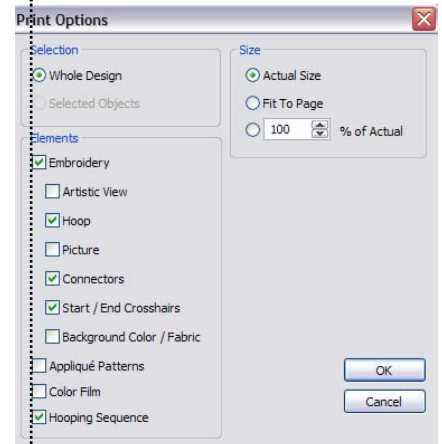 Print Options
Selection
Whole Design
Selected Objects
Size
Actual Size
Fit To Page
100 % of Actual
Elements
Embroidery
Artistic View
Hoop
Picture
Connectors
Start / End Crosshairs
Background Color / Fabric
Appliqué Patterns
Color Film
Hooping Sequence
OK
Cancel